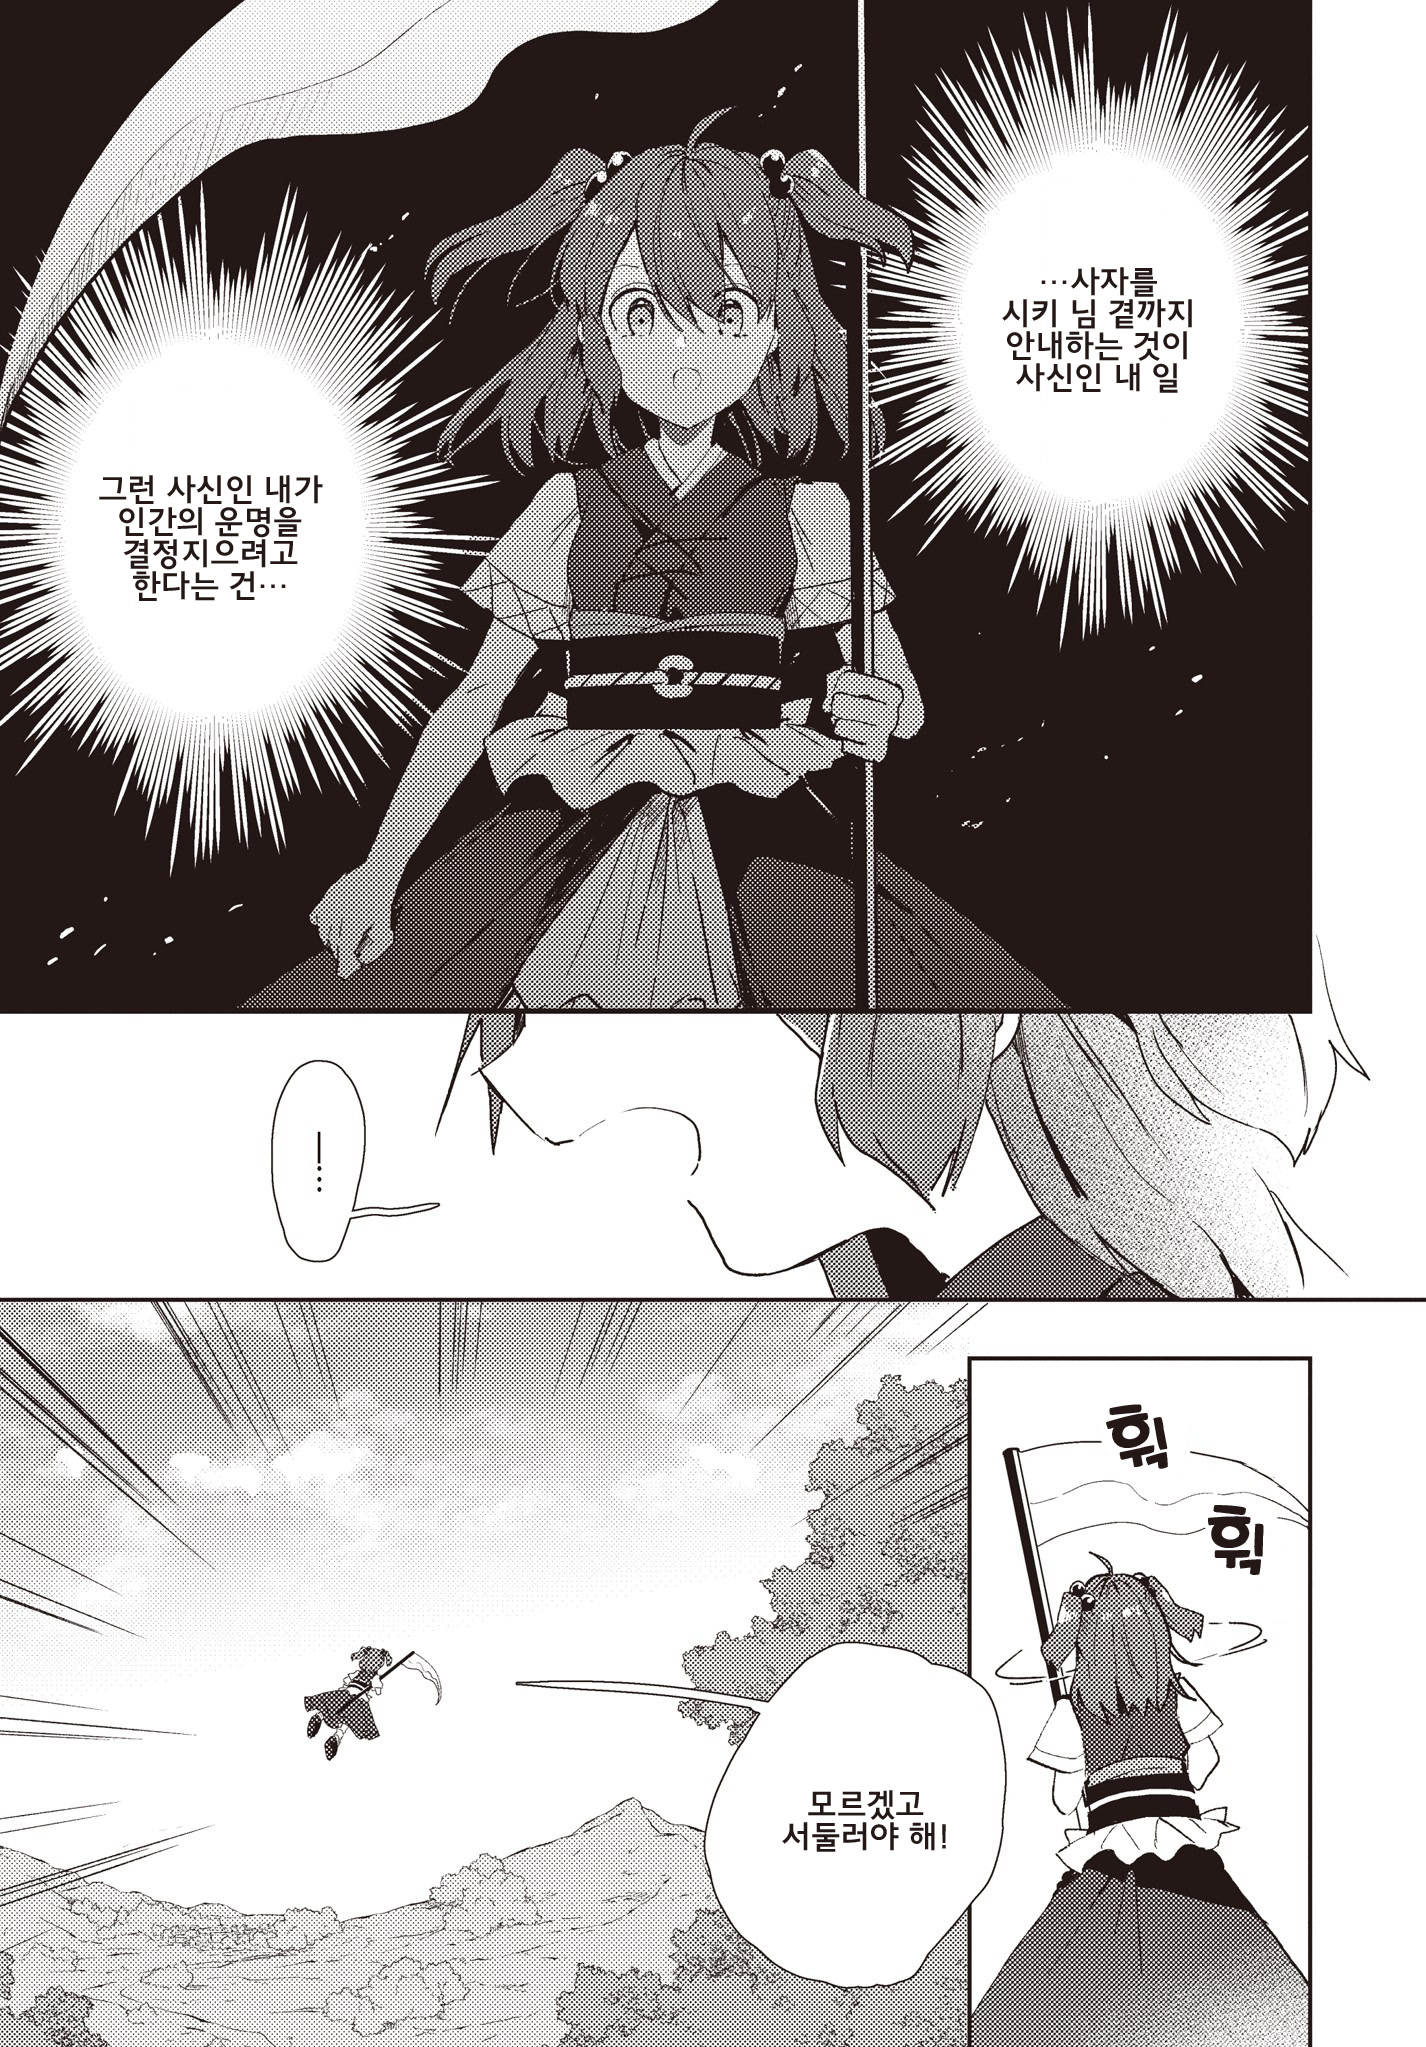 …사자를
시키 님 곁까지
안내하는 것이
사신인 내 일
그런 사신인 내가
인간의 운명을
결정지으려고
한다는 건…
─…
휙
휙
모르겠고
서둘러야 해!